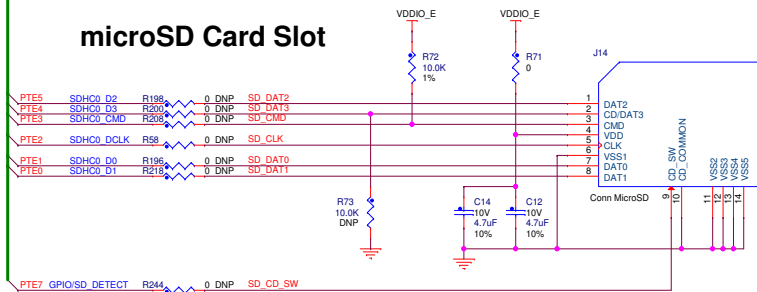 microSD Card Slot
VDDIO_E
VDDIO_E
R72
10.0K
1%
R71
0
J14
PTE5 SDHC0_D2 R198 0 DNP SD_DAT2
PTE4 SDHC0_D3 R200 0 DNP SD_DAT3
PTE3 SDHC0_CMD R208 0 DNP SD_CMD
PTE2 SDHC0_DCLK R58 0 DNP SD_CLK
PTE1 SDHC0_D0 R196 0 DNP SD_DAT0
PTE0 SDHC0_D1 R218 0 DNP SD_DAT1
1 DAT2
2 CD/DAT3
3 CMD
4 VDD
5 CLK
6 VSS1
7 DAT0
8 DAT1
9 CD_SW
10 CD_COMMON
11 VSS2
12 VSS3
13 VSS4
14 VSS5
Conn MicroSD
R73
10.0K
DNP
C14
10V
4.7uF
10%
C12
10V
4.7uF
10%
PTE7 GPIO/SD_DETECT R244 0 DNP SD_CD_SW